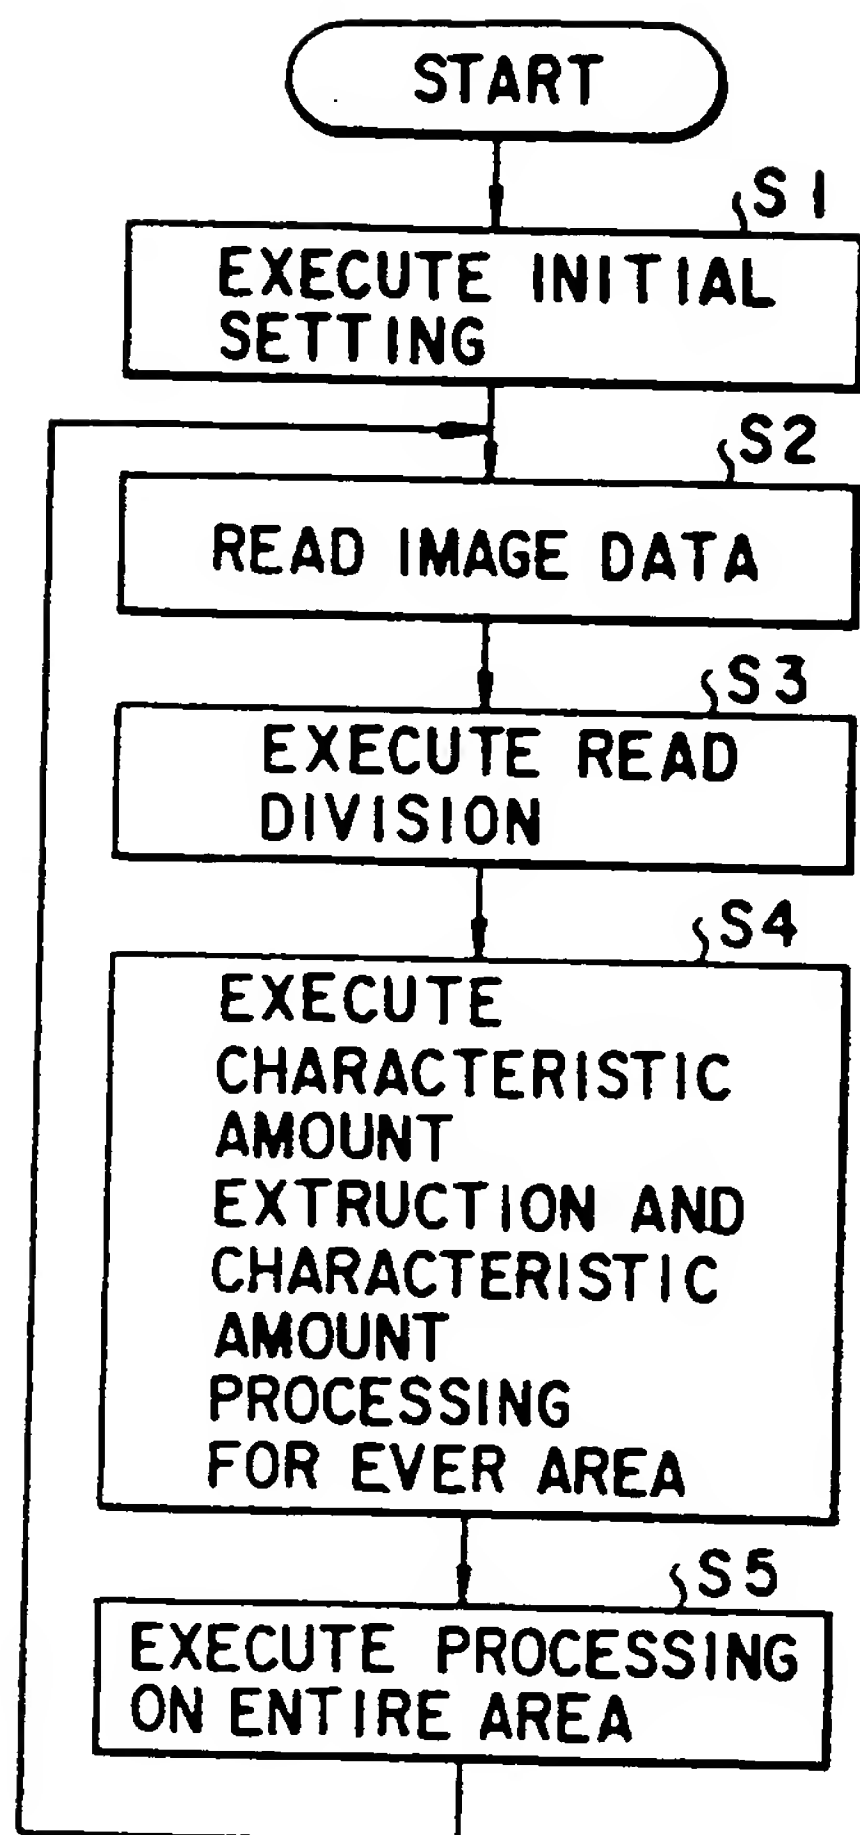 START
S1
EXECUTE INITIAL
SETTING
S2
READ IMAGE DATA
S3
EXECUTE READ
DIVISION
S4
EXECUTE
CHARACTERISTIC
AMOUNT
EXTRUCTION AND
CHARACTERISTIC
AMOUNT
PROCESSING
FOR EVER AREA
S5
EXECUTE PROCESSING
ON ENTIRE AREA